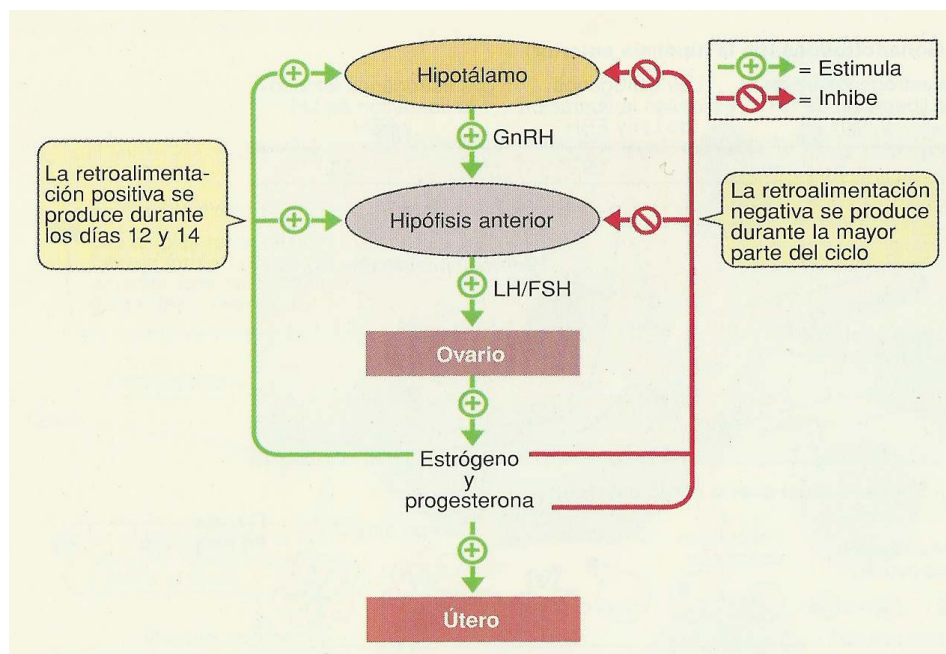 Hipotálamo
= Estimula
= Inhibe
GnRH
La retroalimenta-
ción positiva se
produce durante
los días 12 y 14
Hipófisis anterior
La retroalimentación
negativa se produce
durante la mayor
parte del ciclo
LH/FSH
Ovario
Estrógeno
y
progesterona
Útero